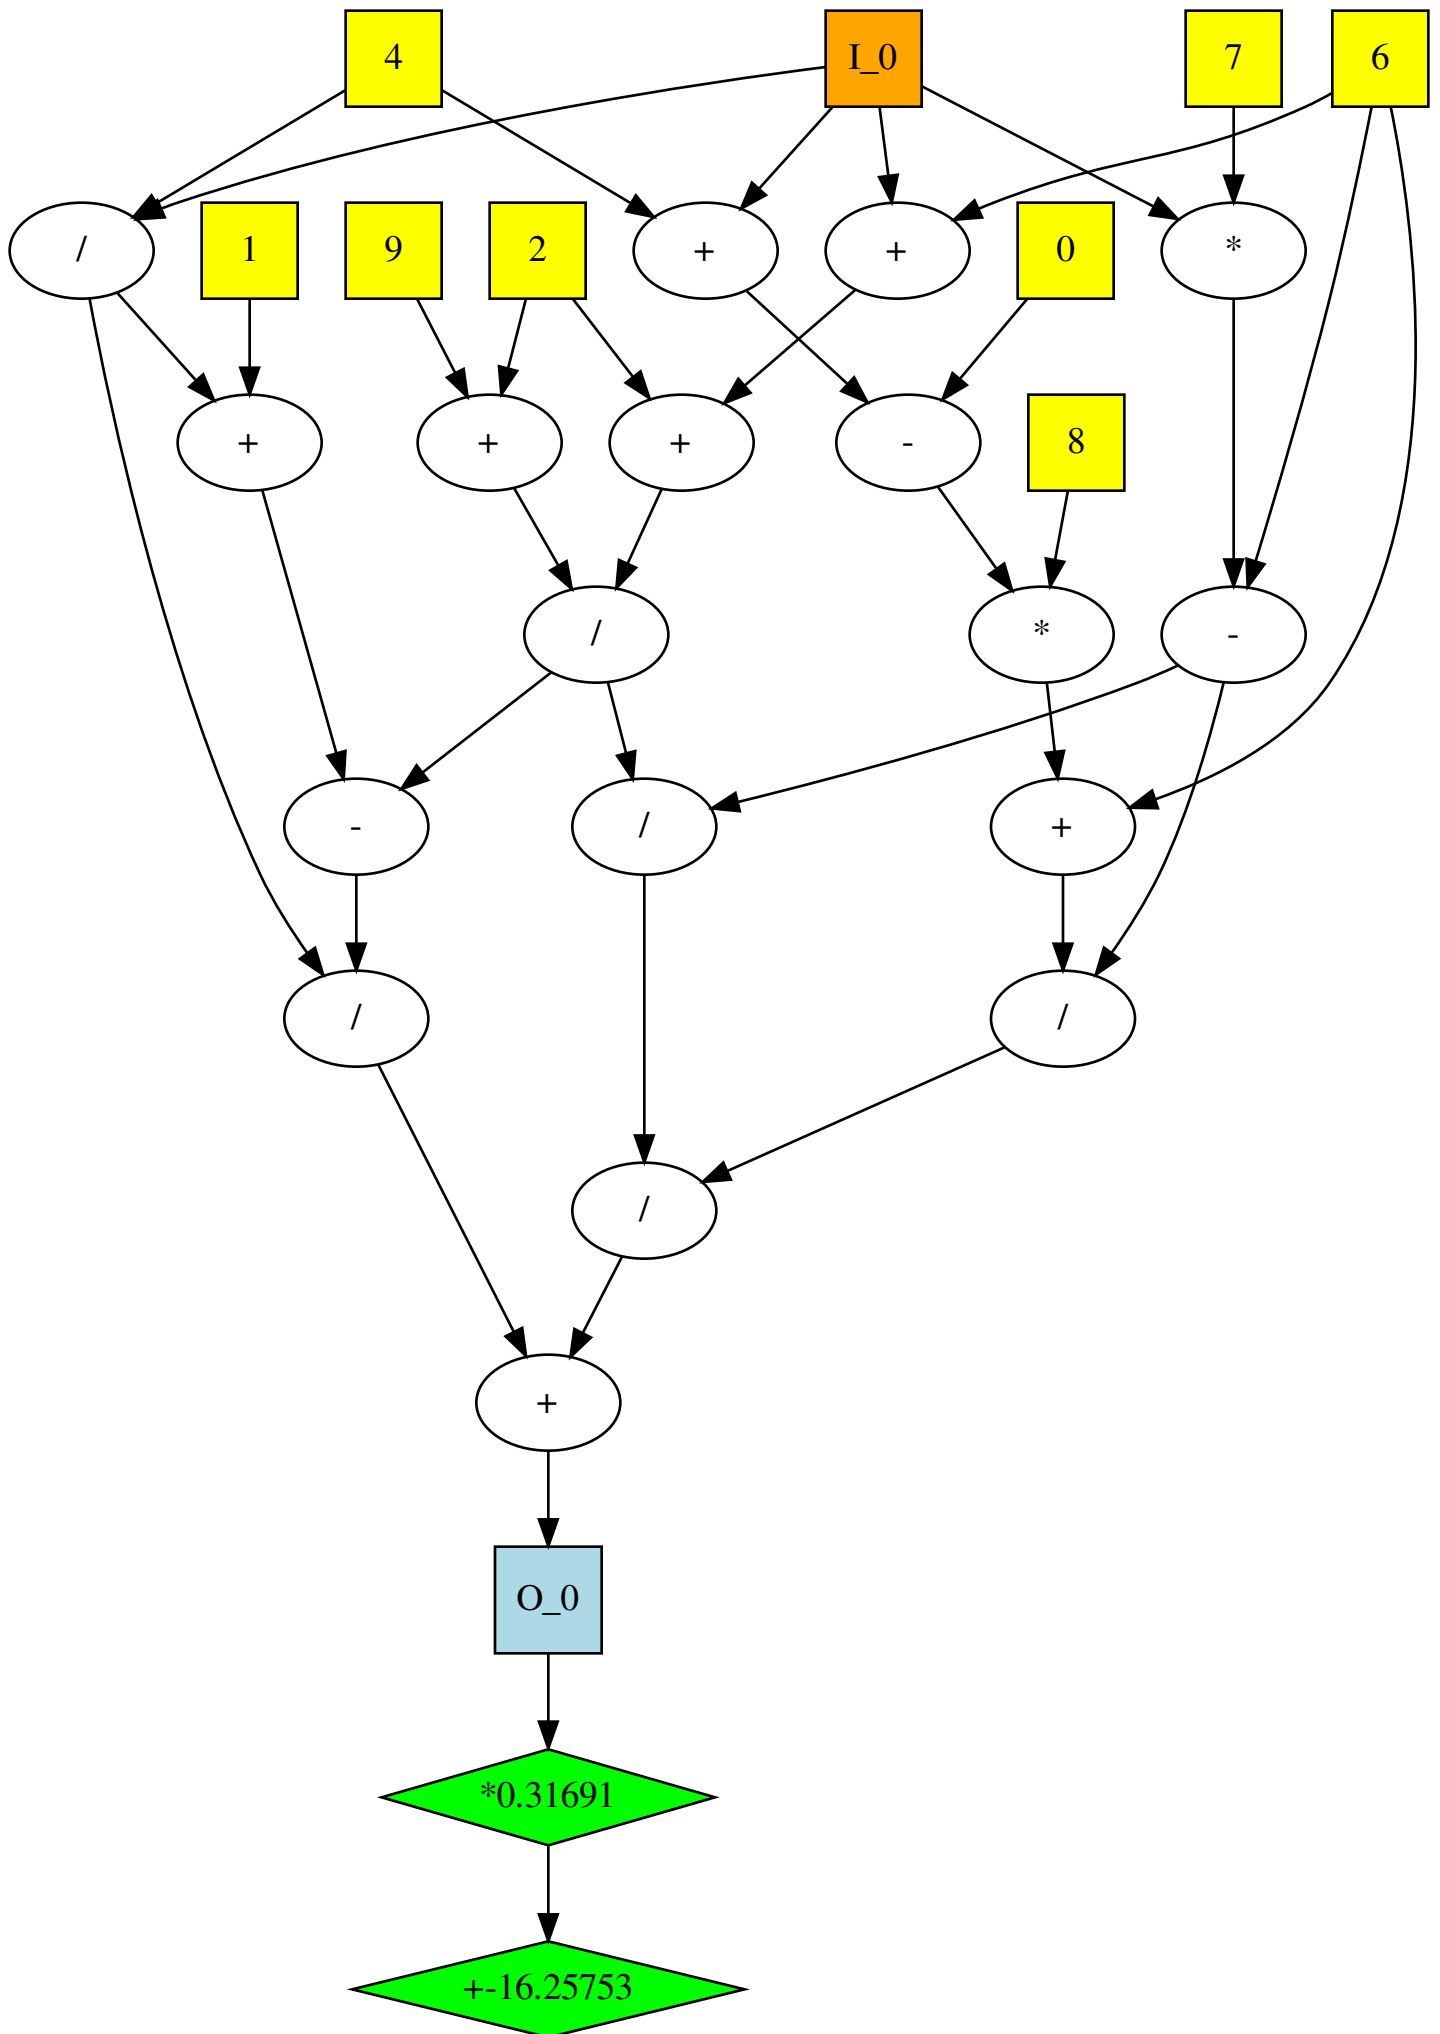 4 I_0 7 6
/ 1 9 2 + + 0 *
+ + + - 8
/ * -
- / +
/ /
/
+
O_0
*0.31691
+-16.25753